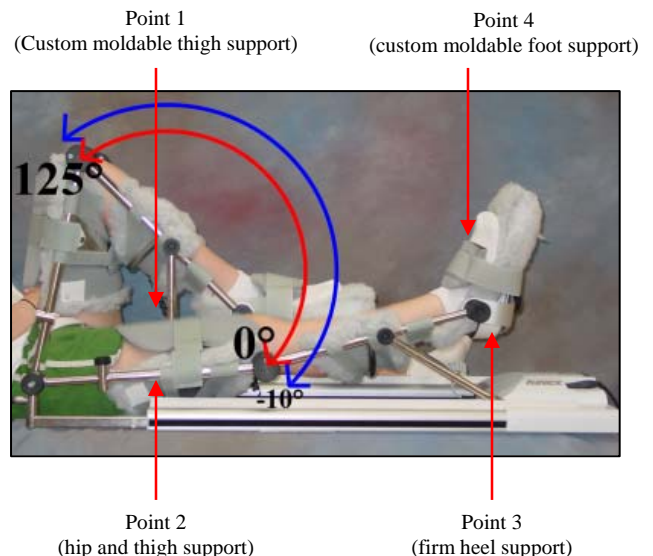 Point 1
(Custom moldable thigh support)
Point 4
(custom moldable foot support)
125°
0°
-10°
Point 2
(hip and thigh support)
Point 3
(firm heel support)